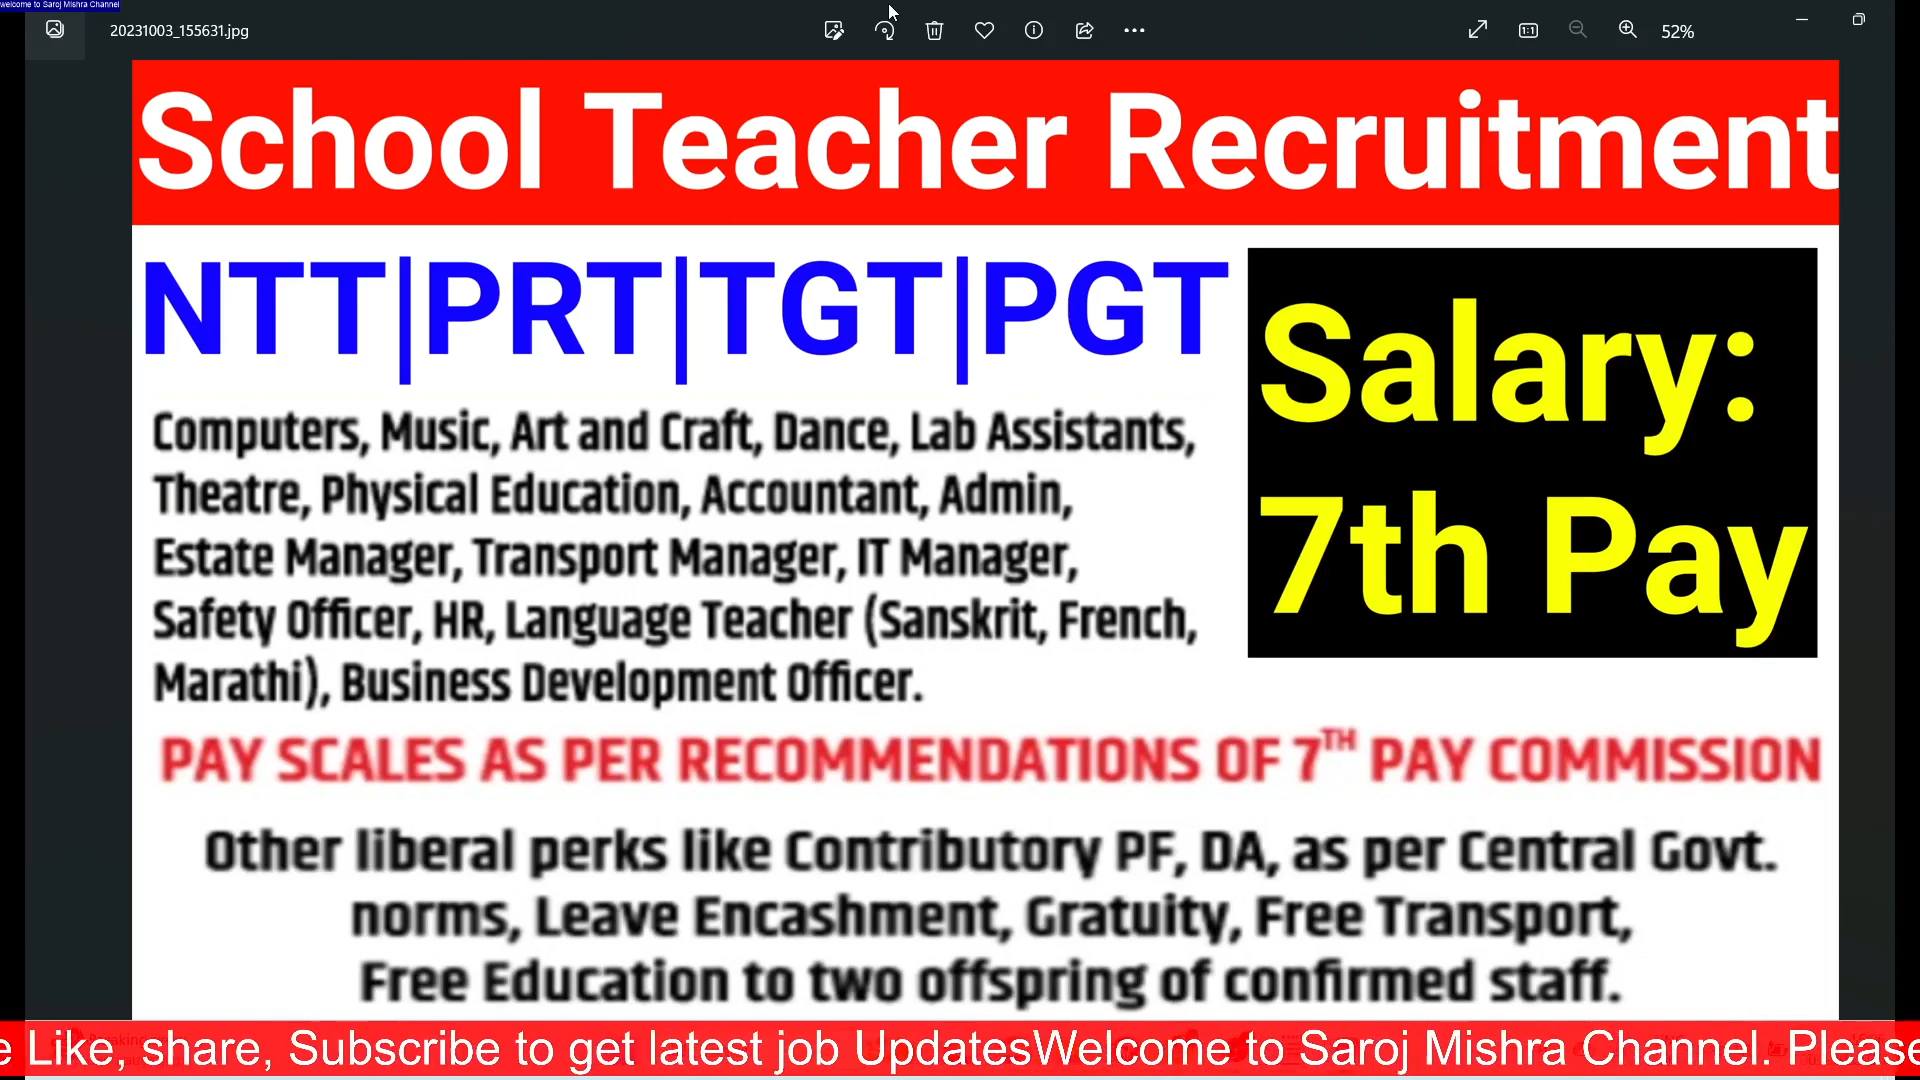 welcome to Saroj Mishra Channel
20231003_155631.jpg
52%
School Teacher Recruitment
NTT|PRT|TGT|PGT
Computers, Music, Art and Craft, Dance, Lab Assistants,
Theatre, Physical Education, Accountant, Admin,
Estate Manager, Transport Manager, IT Manager,
Safety Officer, HR, Language Teacher (Sanskrit, French,
Marathi), Business Development Officer.
Salary:
7th Pay
PAY SCALES AS PER RECOMMENDATIONS OF 7TH PAY COMMISSION
Other liberal perks like Contributory PF, DA, as per Central Govt.
norms, Leave Encashment, Gratuity, Free Transport,
Free Education to two offspring of confirmed staff.
e Like, share, Subscribe to get latest job UpdatesWelcome to Saroj Mishra Channel. Please